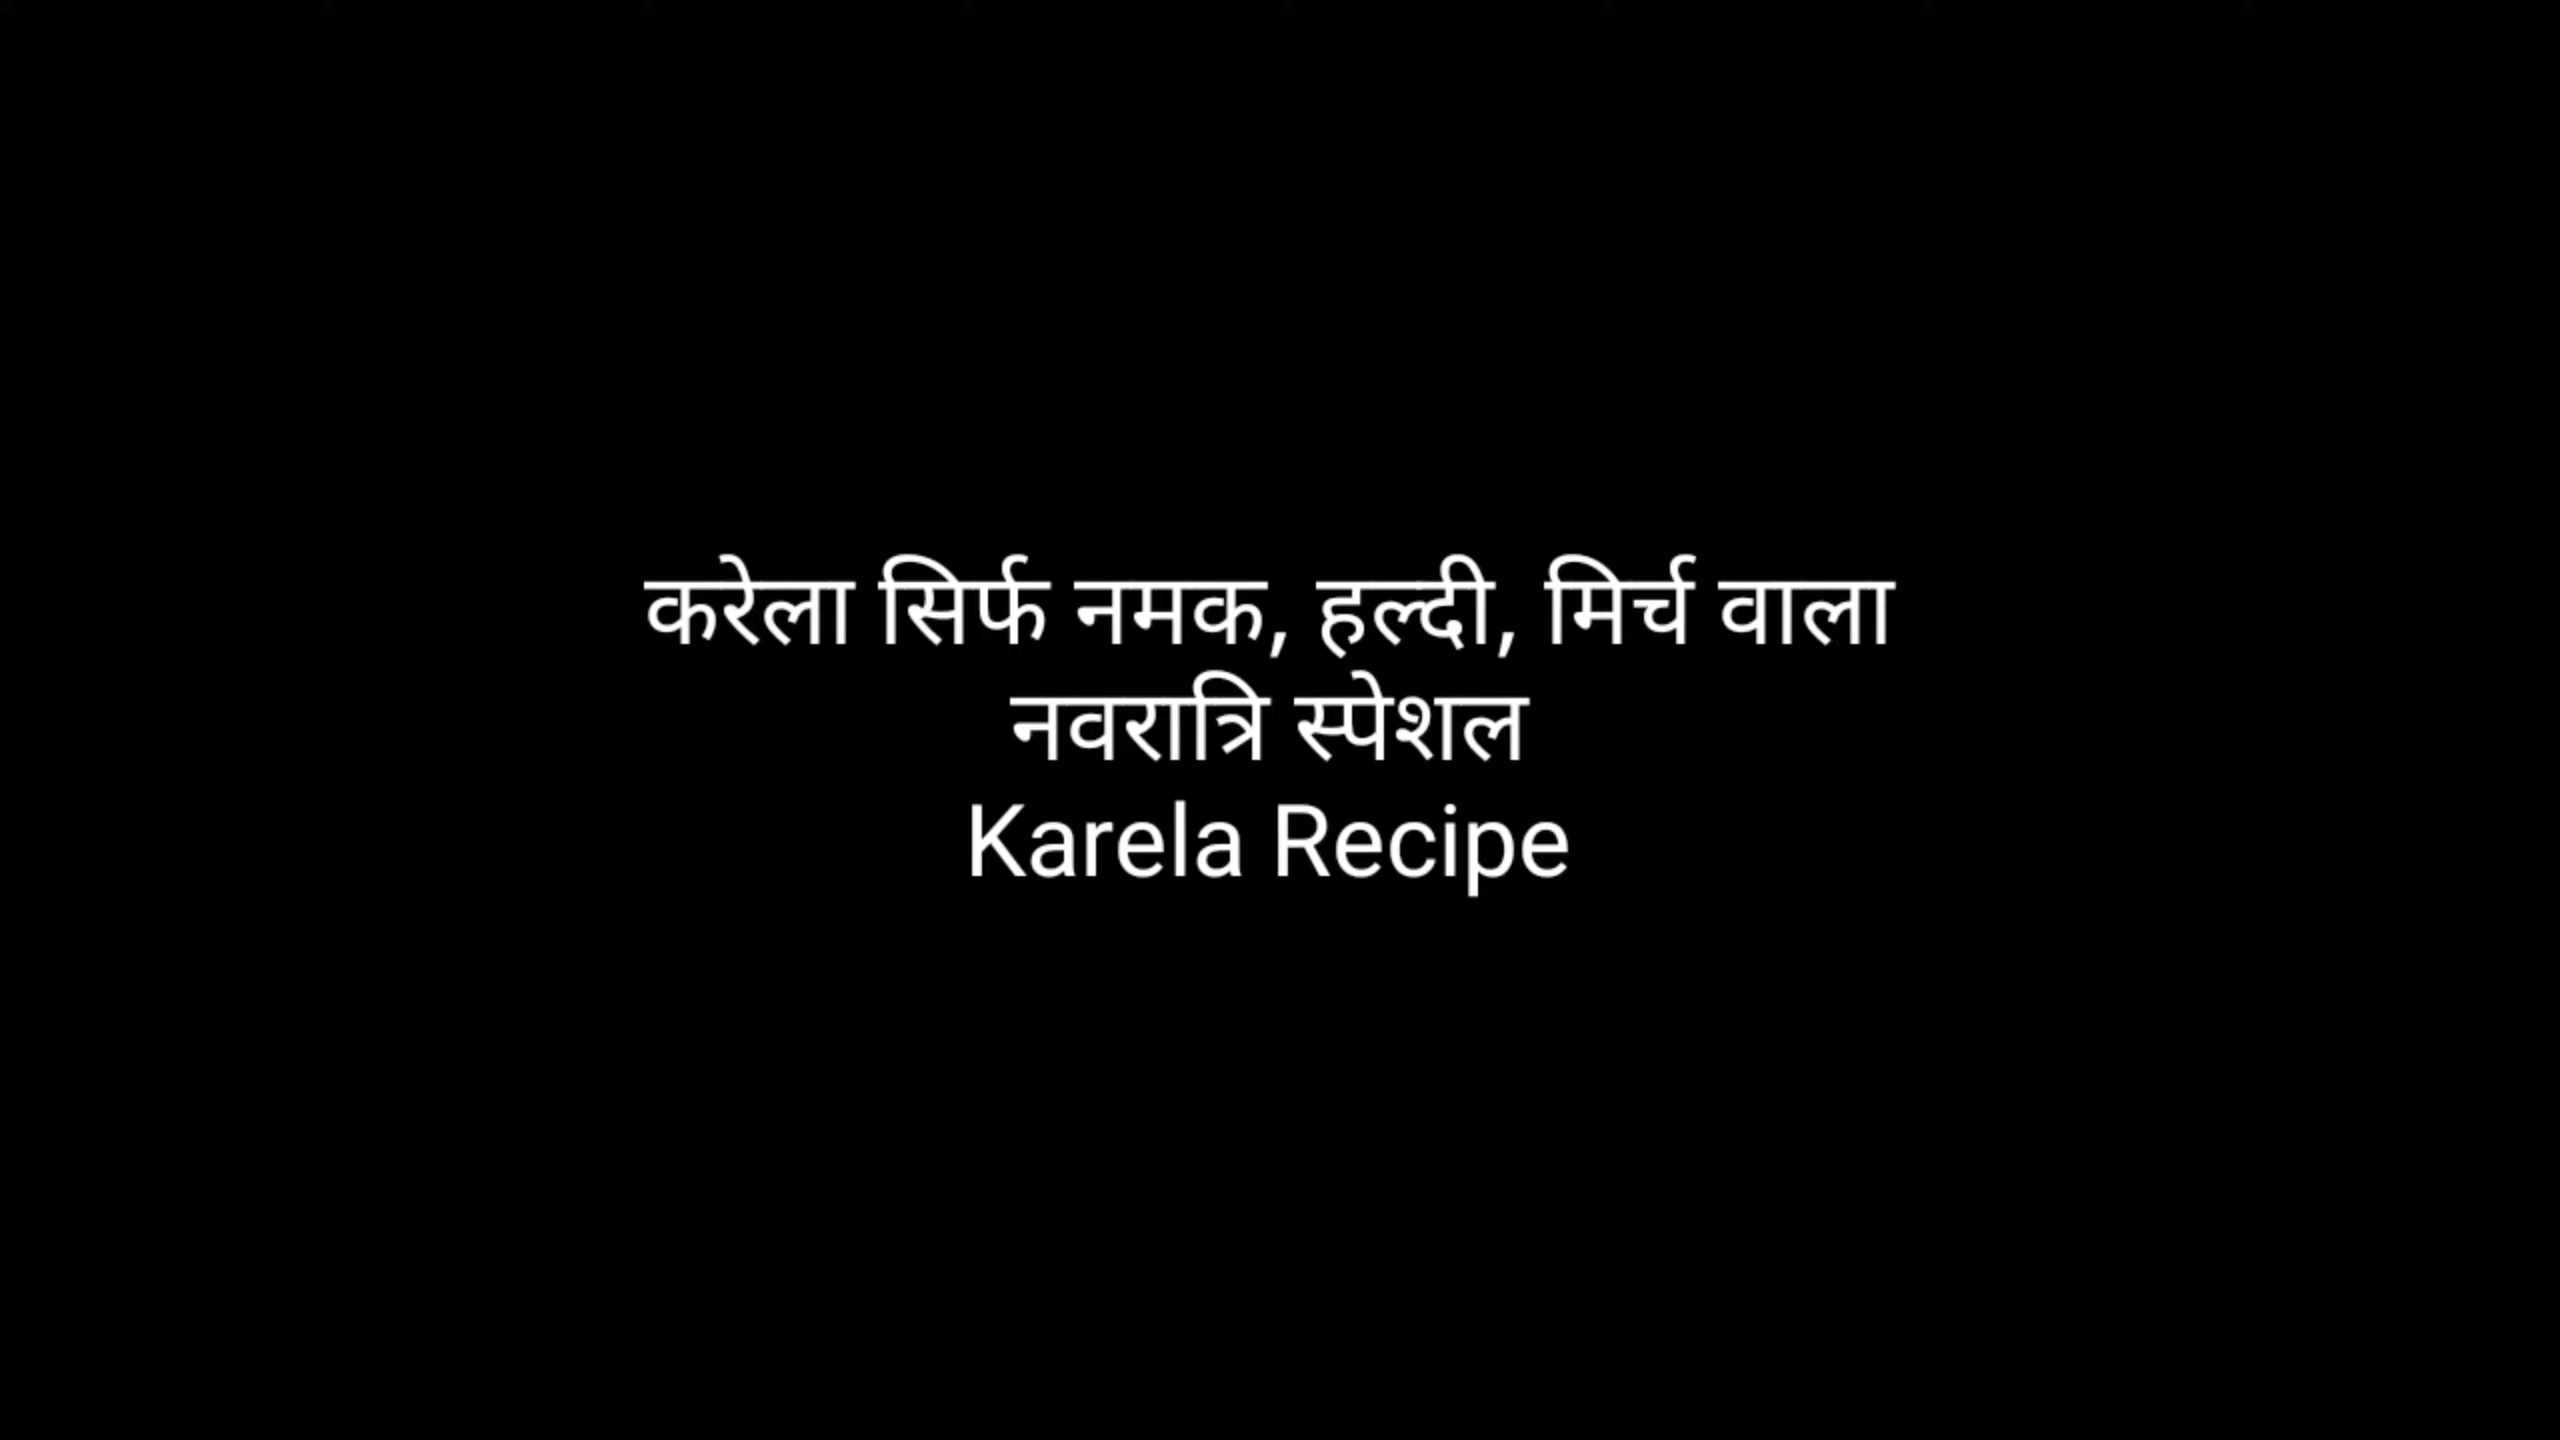 करेला सिर्फ नमक, हल्दी, मिर्च वाला
नवरात्रि स्पेशल
Karela Recipe